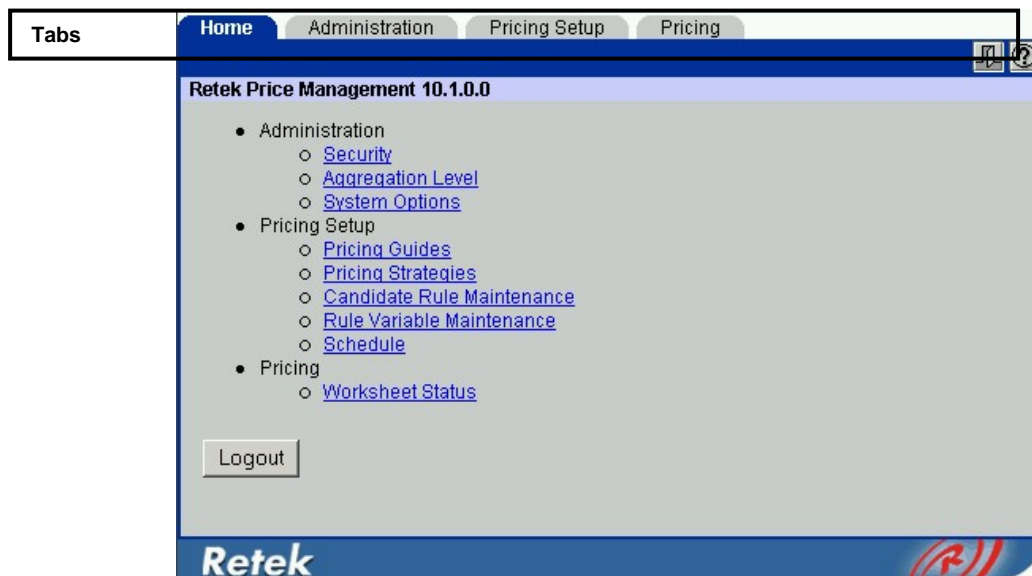 Tabs
Home Administration Pricing Setup Pricing
?
Retek Price Management 10.1.0.0
• Administration
o Security
o Aggregation Level
o System Options
• Pricing Setup
o Pricing Guides
o Pricing Strategies
o Candidate Rule Maintenance
o Rule Variable Maintenance
o Schedule
• Pricing
o Worksheet Status
Logout
Retek
R